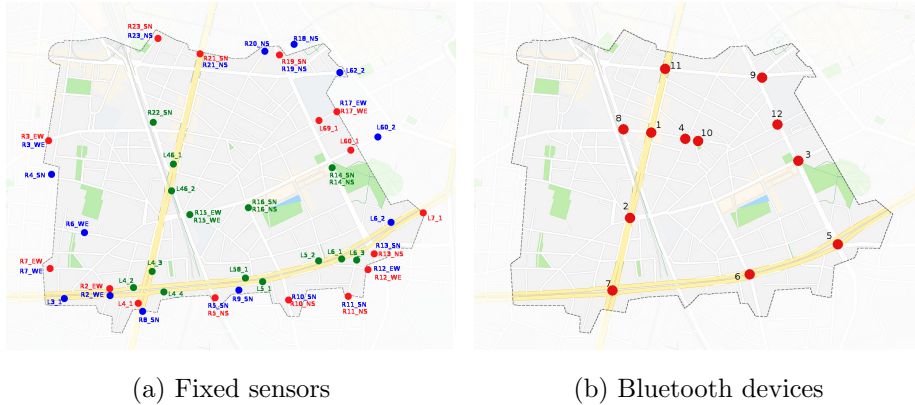 R23_SN
R23_NS
R20_NS
R18_NS
R21_SN
R21_NS
R19_SN
R19_NS
L62_2
R17_EW
R17_WE
R22_SN
L69_1
L60_2
R3_EW
R3_WE
L60_1
L46_1
R14_SN
R14_NS
R4_SN
L46_2
R16_SN
R16_NS
R15_EW
R15_WE
L7_1
L6_2
R6_WE
R13_SN
R13_NS
L6_1
L6_3
L5_2
R7_EW
R7_WE
L4_3
R12_EW
R12_WE
L58_1
L5_1
L4_2
R2_EW
R2_WE
L4_4
R9_SN
L3_1
L4_1
R8_SN
R5_SN
R5_NS
R10_SN
R10_NS
R11_SN
R11_NS
11
9
8
1
4
10
12
3
2
5
6
7
(a) Fixed sensors
(b) Bluetooth devices